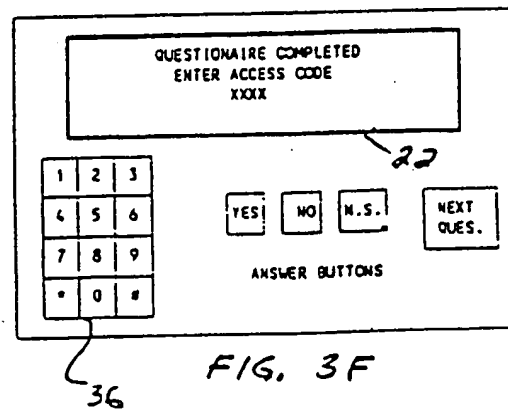 QUESTIONAIRE COMPLETED
ENTER ACCESS CODE
XXXX
22
1 2 3
4 5 6
7 8 9
* 0 #
YES NO N.S. NEXT QUES.
ANSWER BUTTONS
36
FIG. 3F